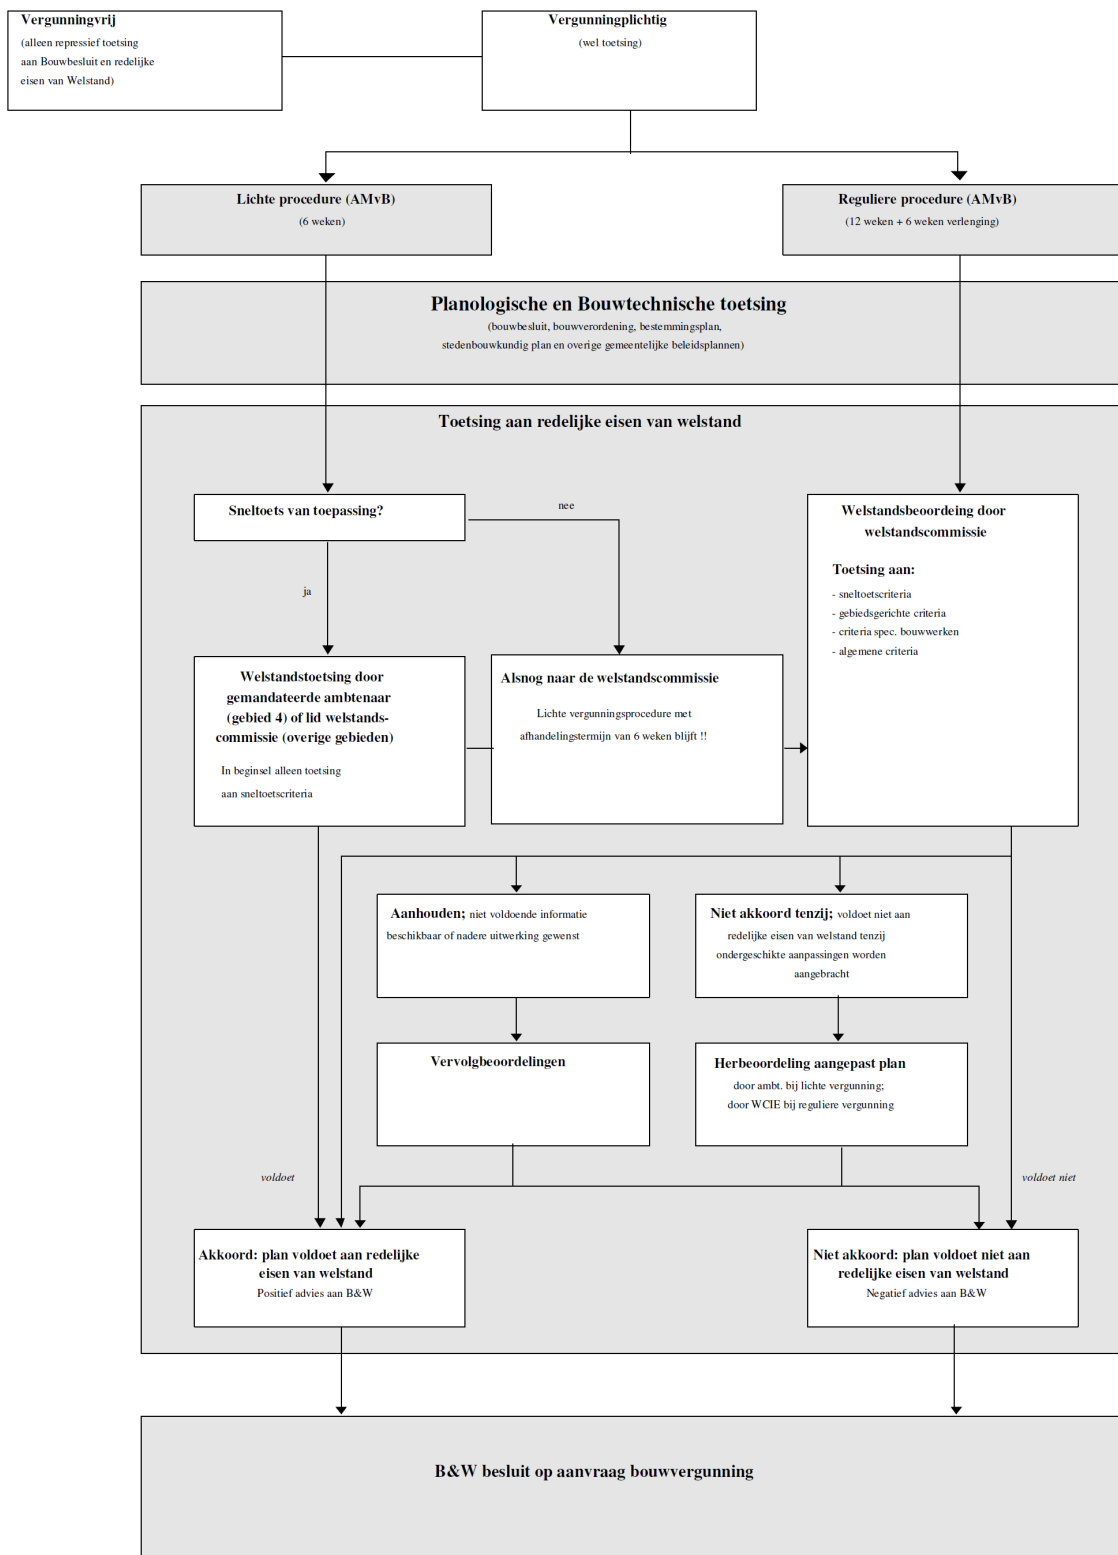 Vergunningvrij
(alleen repressief toetsing
aan Bouwbesluit en redelijke
eisen van Welstand)
Vergunningplichtig
(wel toetsing)
Lichte procedure (AMvB)
(6 weken)
Reguliere procedure (AMvB)
(12 weken + 6 weken verlenging)
Planologische en Bouwtechnische toetsing
(bouwbesluit, bouwverordening, bestemmingsplan,
stedenbouwkundig plan en overige gemeentelijke beleidsplannen)
Toetsing aan redelijke eisen van welstand
Sneltoets van toepassing?
nee
ja
Welstandsbeoordeing door
welstandscommissie
Toetsing aan:
- sneltoetscriteria
- gebiedsgerichte criteria
- criteria spec. bouwwerken
- algemene criteria
Welstandstoetsing door
gemandateerde ambtenaar
(gebied 4) of lid welstands-
commissie (overige gebieden)
In beginsel alleen toetsing
aan sneltoetscriteria
Alsnog naar de welstandscommissie
Lichte vergunningsprocedure met
afhandelingstermijn van 6 weken blijft !!
Aanhouden; niet voldoende informatie
beschikbaar of nadere uitwerking gewenst
Niet akkoord tenzij; voldoet niet aan
redelijke eisen van welstand tenzij
ondergeschikte aanpassingen worden
aangebracht
Vervolgbeoordelingen
Herbeoordeling aangepast plan
door ambt. bij lichte vergunning;
door WCIE bij reguliere vergunning
voldoet
voldoet niet
Akkoord: plan voldoet aan redelijke
eisen van welstand
Positief advies aan B&W
Niet akkoord: plan voldoet niet aan
redelijke eisen van welstand
Negatief advies aan B&W
B&W besluit op aanvraag bouwvergunning